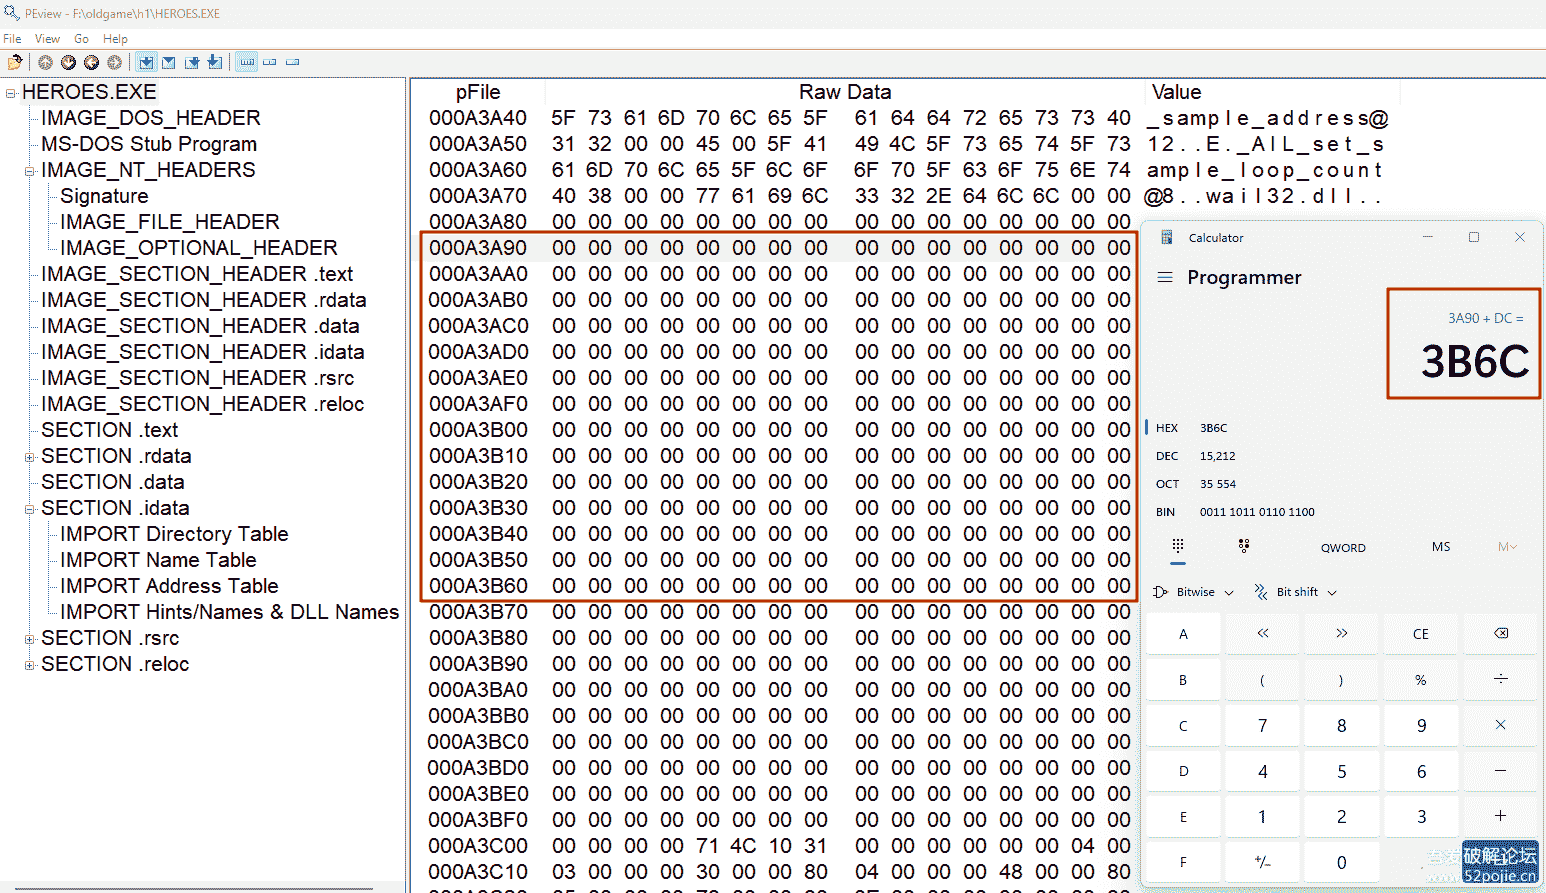 PEview - F:\oldgame\h1\HEROES.EXE
File View Go Help
HEROES.EXE
IMAGE_DOS_HEADER
MS-DOS Stub Program
IMAGE_NT_HEADERS
Signature
IMAGE_FILE_HEADER
IMAGE_OPTIONAL_HEADER
IMAGE_SECTION_HEADER .text
IMAGE_SECTION_HEADER .rdata
IMAGE_SECTION_HEADER .data
IMAGE_SECTION_HEADER .idata
IMAGE_SECTION_HEADER .rsrc
IMAGE_SECTION_HEADER .reloc
SECTION .text
SECTION .rdata
SECTION .data
SECTION .idata
IMPORT Directory Table
IMPORT Name Table
IMPORT Address Table
IMPORT Hints/Names & DLL Names
SECTION .rsrc
SECTION .reloc
pFile Raw Data Value
000A3A40 5F 73 61 6D 70 6C 65 5F 61 64 64 72 65 73 73 40 _sample_address@
000A3A50 31 32 00 00 45 00 5F 41 49 4C 5F 73 65 74 5F 73 12..E._AIL_set_s
000A3A60 61 6D 70 6C 65 5F 6C 6F 6F 70 5F 63 6F 75 6E 74 ample_loop_count
000A3A70 40 38 00 00 77 61 69 6C 33 32 2E 64 6C 6C 00 00 @8..wail32.dll..
000A3A80 00 00 00 00 00 00 00 00 00 00 00 00 00 00 00 00
000A3A90 00 00 00 00 00 00 00 00 00 00 00 00 00 00 00 00
000A3AA0 00 00 00 00 00 00 00 00 00 00 00 00 00 00 00 00
000A3AB0 00 00 00 00 00 00 00 00 00 00 00 00 00 00 00 00
000A3AC0 00 00 00 00 00 00 00 00 00 00 00 00 00 00 00 00
000A3AD0 00 00 00 00 00 00 00 00 00 00 00 00 00 00 00 00
000A3AE0 00 00 00 00 00 00 00 00 00 00 00 00 00 00 00 00
000A3AF0 00 00 00 00 00 00 00 00 00 00 00 00 00 00 00 00
000A3B00 00 00 00 00 00 00 00 00 00 00 00 00 00 00 00 00
000A3B10 00 00 00 00 00 00 00 00 00 00 00 00 00 00 00 00
000A3B20 00 00 00 00 00 00 00 00 00 00 00 00 00 00 00 00
000A3B30 00 00 00 00 00 00 00 00 00 00 00 00 00 00 00 00
000A3B40 00 00 00 00 00 00 00 00 00 00 00 00 00 00 00 00
000A3B50 00 00 00 00 00 00 00 00 00 00 00 00 00 00 00 00
000A3B60 00 00 00 00 00 00 00 00 00 00 00 00 00 00 00 00
000A3B70 00 00 00 00 00 00 00 00 00 00 00 00 00 00 00 00
000A3B80 00 00 00 00 00 00 00 00 00 00 00 00 00 00 00 00
000A3B90 00 00 00 00 00 00 00 00 00 00 00 00 00 00 00 00
000A3BA0 00 00 00 00 00 00 00 00 00 00 00 00 00 00 00 00
000A3BB0 00 00 00 00 00 00 00 00 00 00 00 00 00 00 00 00
000A3BC0 00 00 00 00 00 00 00 00 00 00 00 00 00 00 00 00
000A3BD0 00 00 00 00 00 00 00 00 00 00 00 00 00 00 00 00
000A3BE0 00 00 00 00 00 00 00 00 00 00 00 00 00 00 00 00
000A3BF0 00 00 00 00 00 00 00 00 00 00 00 00 00 00 00 00
000A3C00 00 00 00 00 71 4C 10 31 00 00 00 00 00 00 04 00
000A3C10 03 00 00 00 30 00 00 80 04 00 00 00 48 00 00 80
Calculator
Programmer
3A90 + DC =
3B6C
HEX 3B6C
DEC 15,212
OCT 35 554
BIN 0011 1011 0110 1100
QWORD MS M
Bitwise Bit shift
A << >> CE
B ( ) % ÷
C 7 8 9 ×
D 4 5 6 −
E 1 2 3 +
F +/− 0
破解论坛
www.52pojie.cn